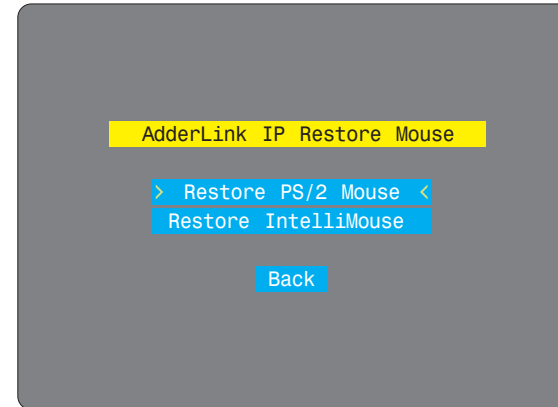 AdderLink IP Restore Mouse
> Restore PS/2 Mouse <
Restore IntelliMouse
Back